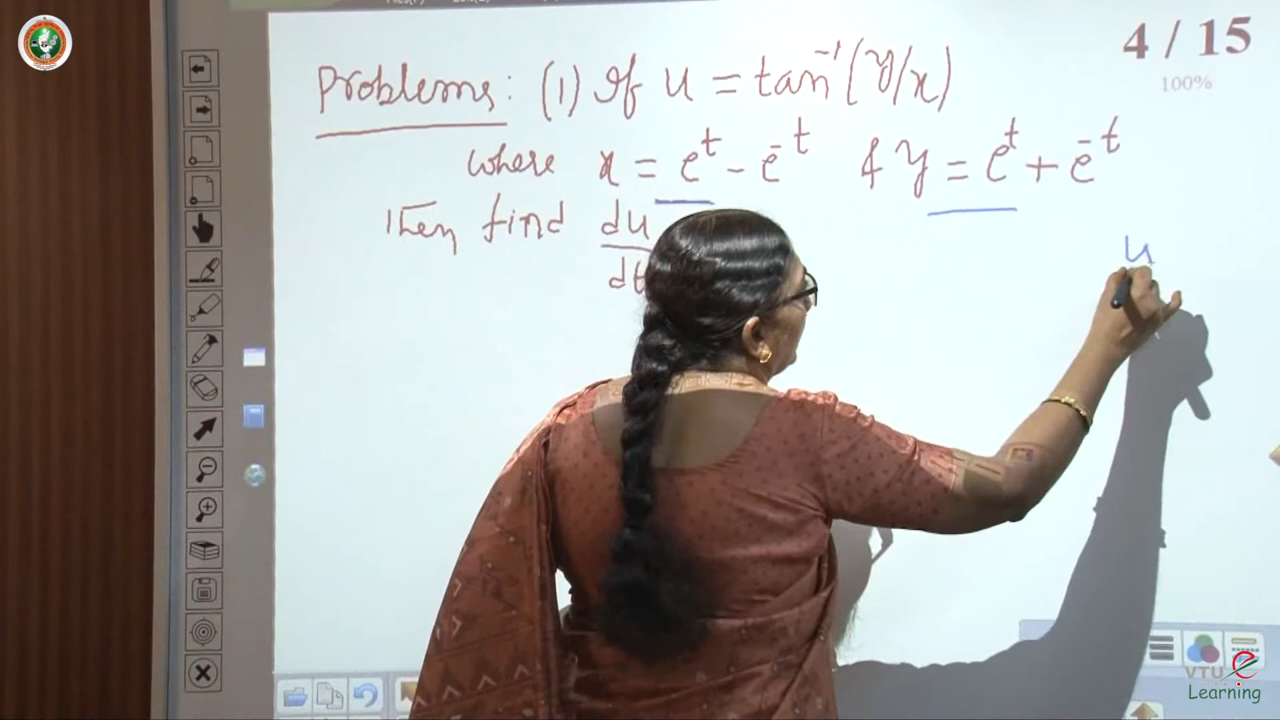 4 / 15
100%
Problems: (1) If u = tan⁻¹(y/x)
where x = eᵗ - e⁻ᵗ & y = eᵗ + e⁻ᵗ
Then find du
dt
u
VTU e
Learning